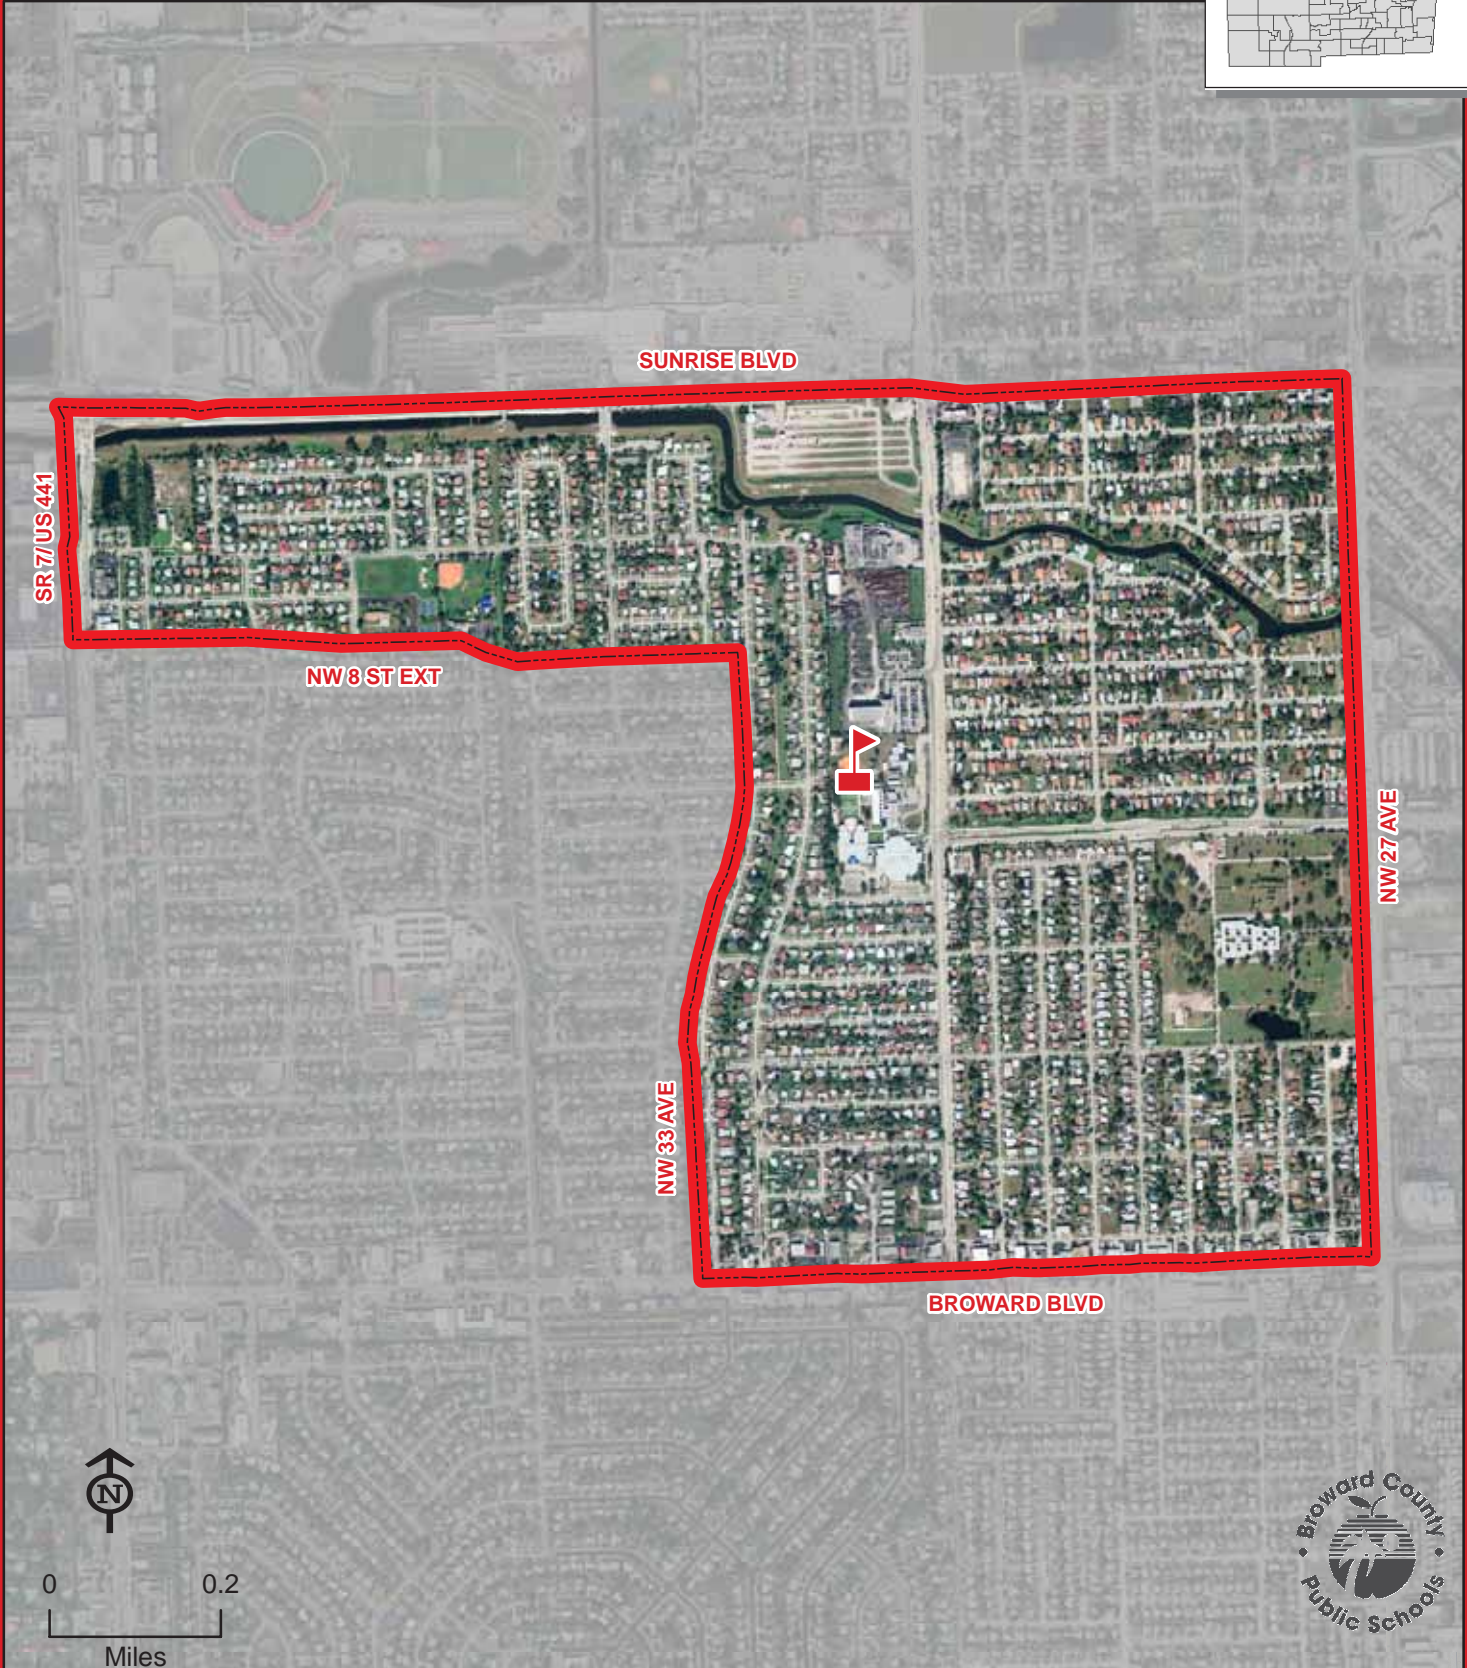 SUNRISE BLVD
SR 7/ US 441
NW 8 ST EXT
NW 27 AVE
NW 33 AVE
BROWARD BLVD
N
0 0.2
Miles
Broward County
Public Schools